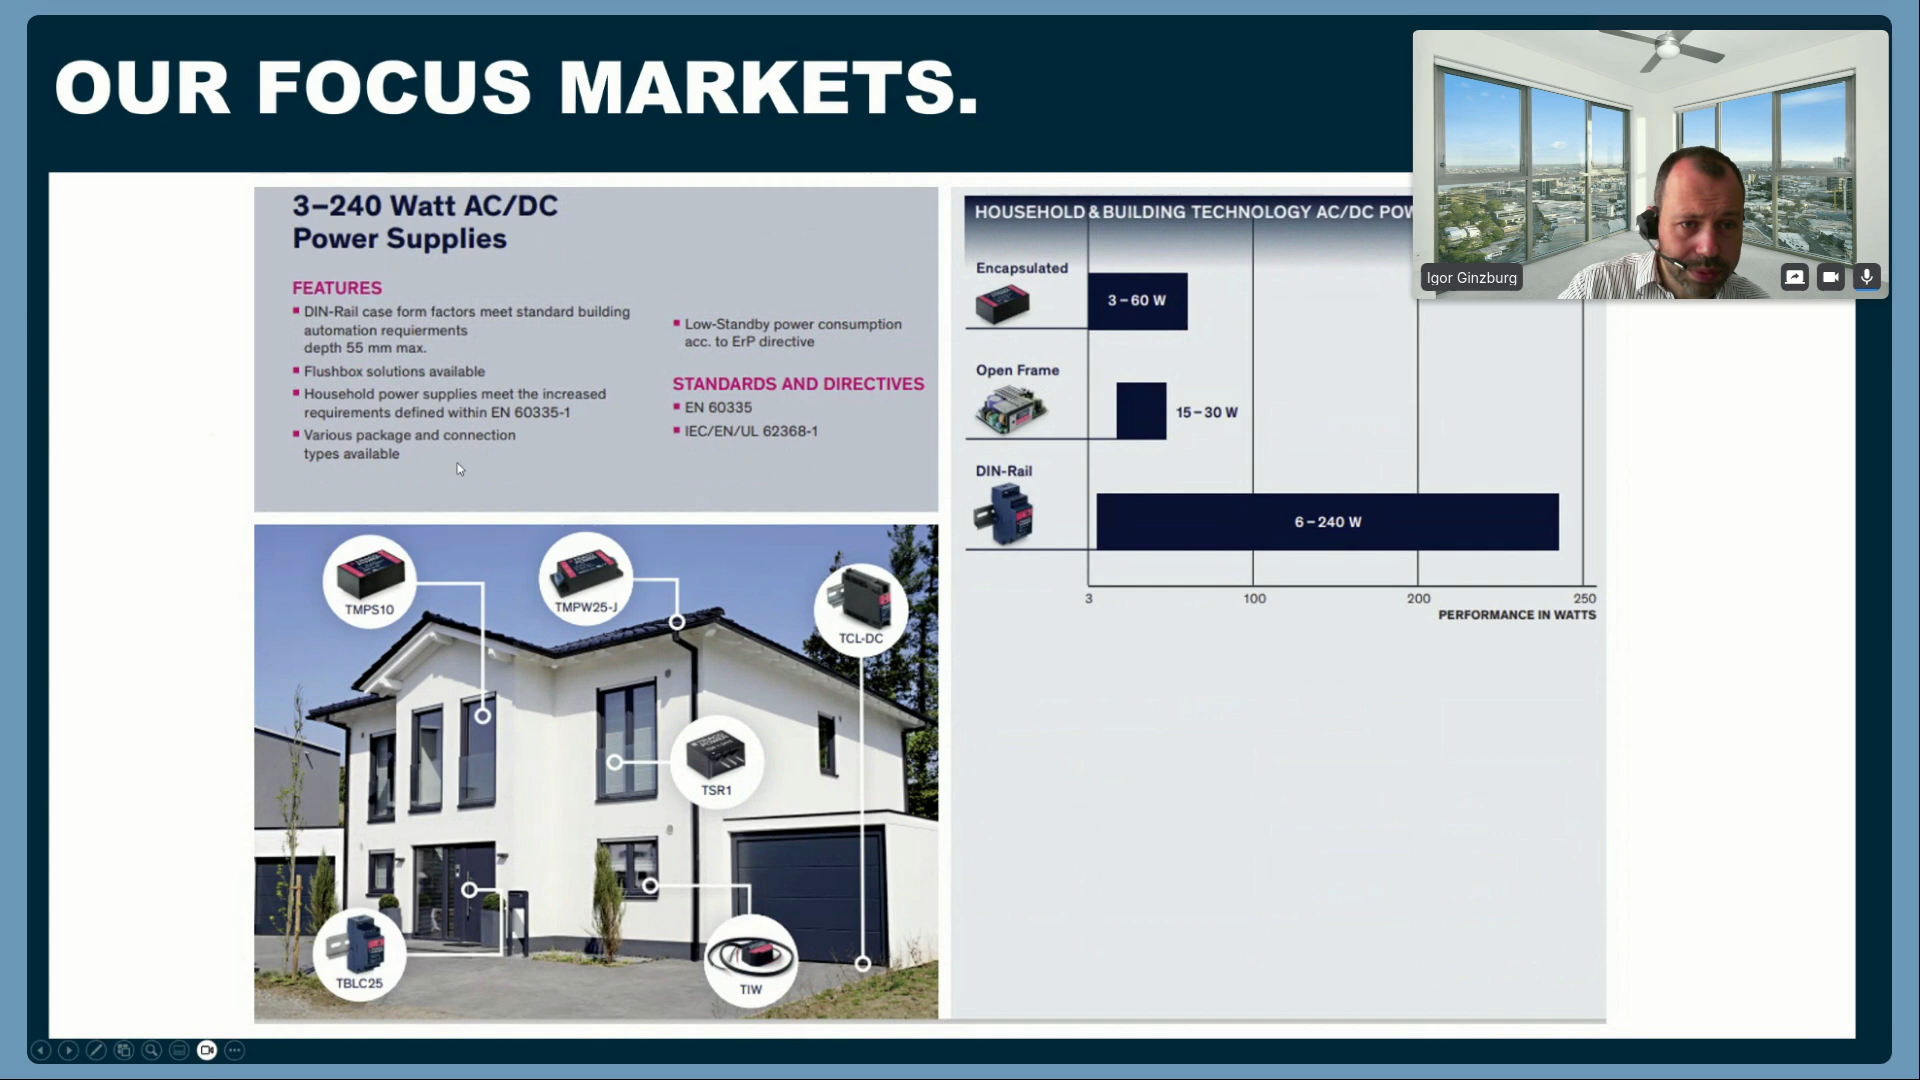 OUR FOCUS MARKETS.
3–240 Watt AC/DC
Power Supplies
FEATURES
DIN-Rail case form factors meet standard building
automation requierments
depth 55 mm max.
Flushbox solutions available
Household power supplies meet the increased
requirements defined within EN 60335-1
Various package and connection
types available
Low-Standby power consumption
acc. to ErP directive
STANDARDS AND DIRECTIVES
EN 60335
IEC/EN/UL 62368-1
HOUSEHOLD & BUILDING TECHNOLOGY AC/DC POW
Encapsulated
3 – 60 W
Open Frame
15 – 30 W
DIN-Rail
6 – 240 W
3
100
200
250
PERFORMANCE IN WATTS
TMPS10
TMPW25-J
TCL-DC
TSR1
TBLC25
TIW
Igor Ginzburg